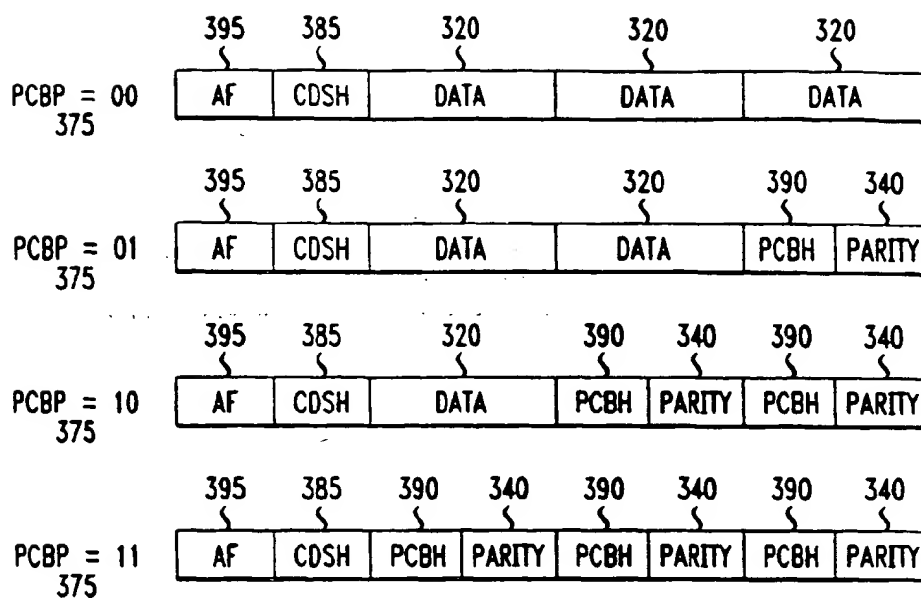 395 385 320 320 320
PCBP = 00 AF CDSH DATA DATA DATA
375
395 385 320 320 390 340
PCBP = 01 AF CDSH DATA DATA PCBH PARITY
375
395 385 320 390 340 390 340
PCBP = 10 AF CDSH DATA PCBH PARITY PCBH PARITY
375
395 385 390 340 390 340 390 340
PCBP = 11 AF CDSH PCBH PARITY PCBH PARITY PCBH PARITY
375